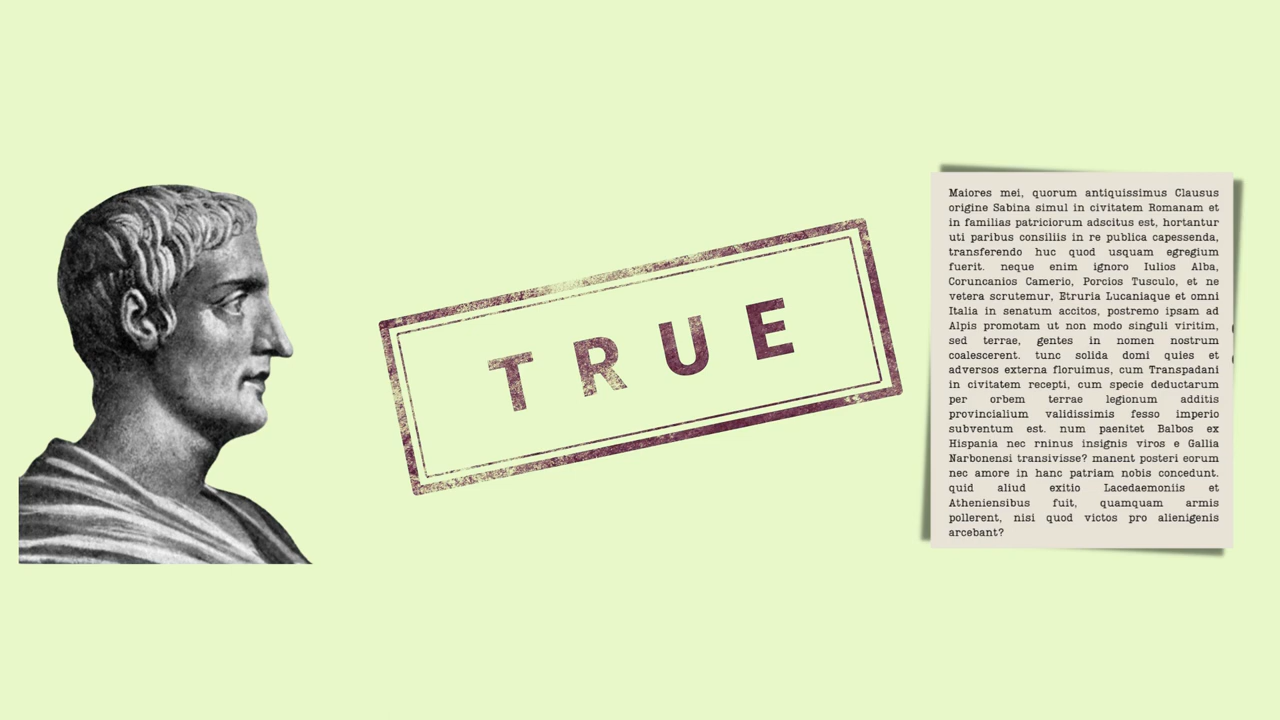 TRUE
Maiores mei, quorum antiquissimus Clausus
origine Sabina simul in civitatem Romanam et
in familias patriciorum adscitus est, hortantur
uti paribus consiliis in re publica capessenda,
transferendo huc quod usquam egregium
fuerit. neque enim ignoro Iulios Alba,
Coruncanios Camerio, Porcios Tusculo, et ne
vetera scrutemur, Etruria Lucaniaque et omni
Italia in senatum accitos, postremo ipsam ad
Alpis promotam ut non modo singuli viritim,
sed terrae, gentes in nomen nostrum
coalescerent. tunc solida domi quies et
adversos externa floruimus, cum Transpadani
in civitatem recepti, cum specie deductarum
per orbem terrae legionum additis
provincialium validissimis fesso imperio
subventum est. num paenitet Balbos ex
Hispania nec rninus insignis viros e Gallia
Narbonensi transivisse? manent posteri eorum
nec amore in hanc patriam nobis concedunt.
quid aliud exitio Lacedaemoniis et
Atheniensibus fuit, quamquam armis
pollerent, nisi quod victos pro alienigenis
arcebant?